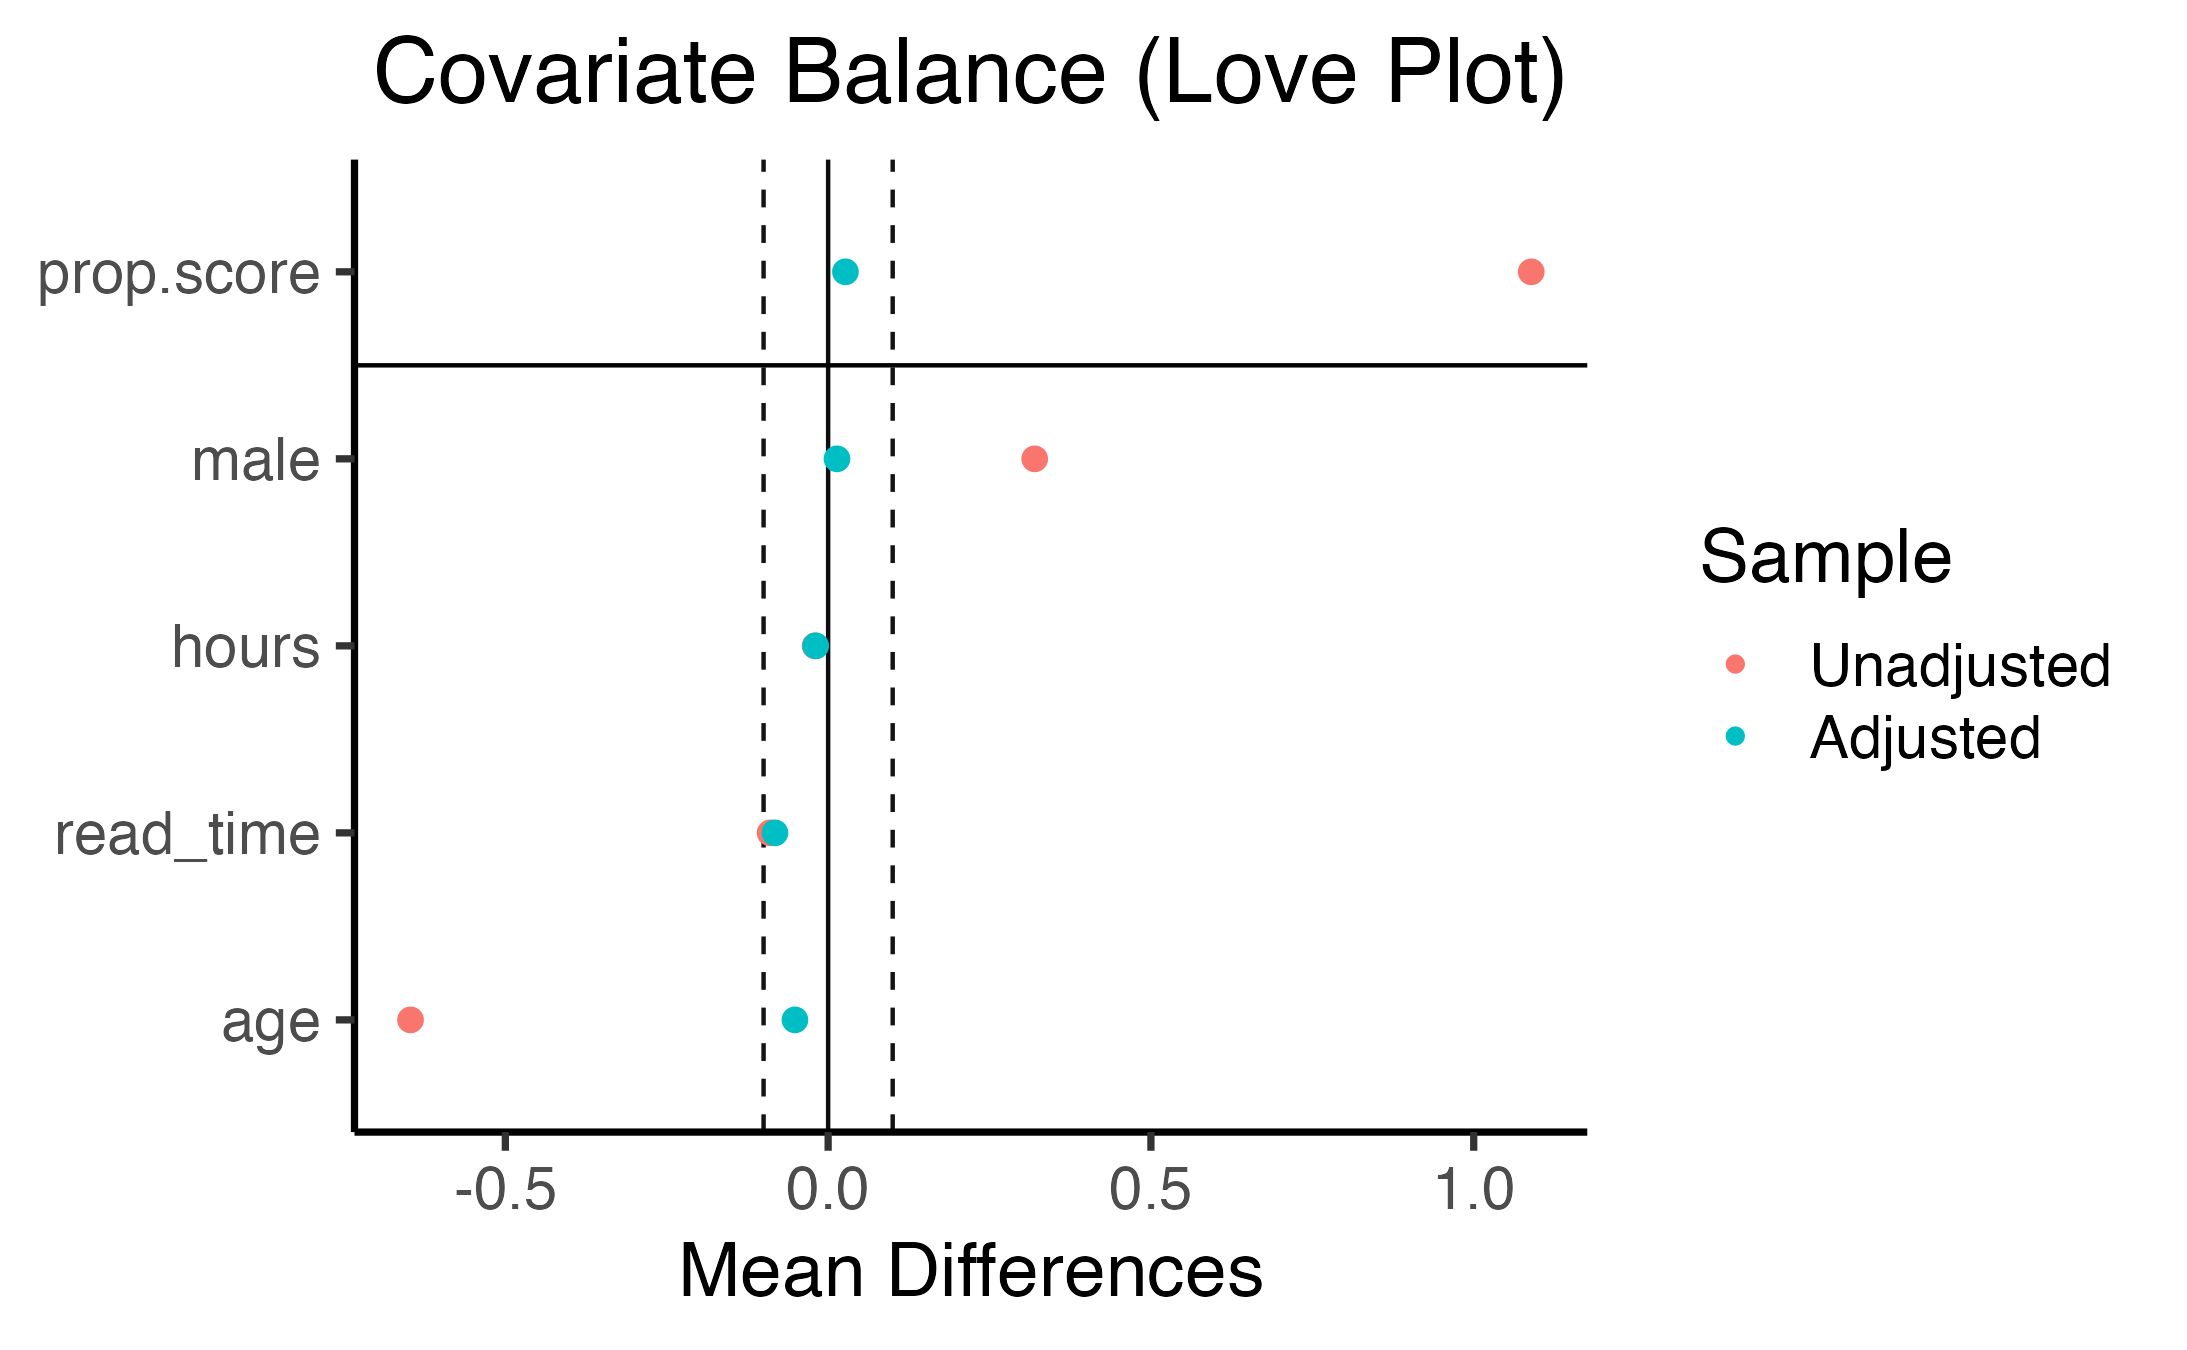 Covariate Balance (Love Plot)
prop.score
male
hours
read_time
age
-0.5 0.0 0.5 1.0
Mean Differences
Sample
Unadjusted
Adjusted